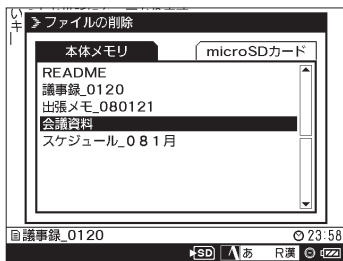 い
キー
ファイルの削除
本体メモリ
microSDカード
README
議事録_0120
出張メモ_080121
会議資料
スケジュール_０８１月
議事録_0120
23:58
SD
あ
R漢